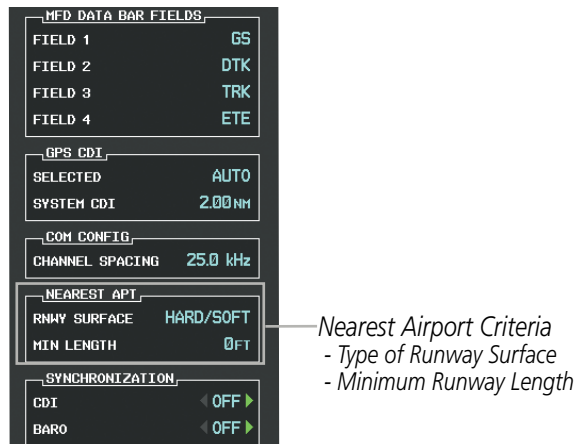 MFD DATA BAR FIELDS
FIELD 1 GS
FIELD 2 DTK
FIELD 3 TRK
FIELD 4 ETE
GPS CDI
SELECTED AUTO
SYSTEM CDI 2.00NM
COM CONFIG
CHANNEL SPACING 25.0 kHz
NEAREST APT
RNWY SURFACE HARD/SOFT
MIN LENGTH 0FT
Nearest Airport Criteria
- Type of Runway Surface
- Minimum Runway Length
SYNCHRONIZATION
CDI OFF
BARO OFF